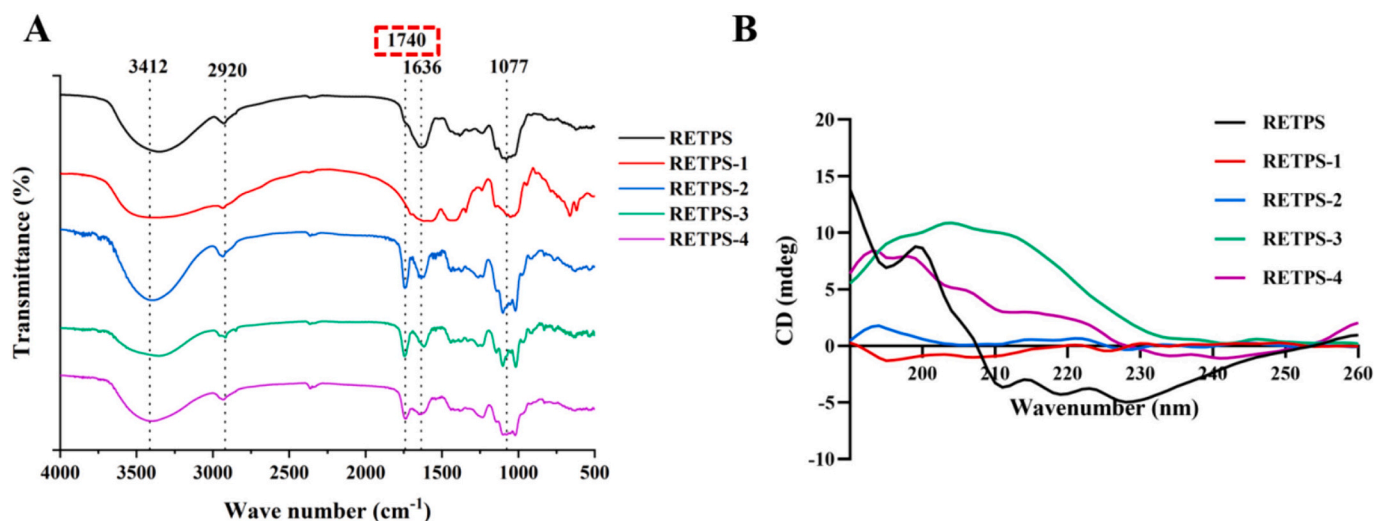 A
1740
3412 2920 1636 1077
Transmittance (%)
RETPS
RETPS-1
RETPS-2
RETPS-3
RETPS-4
4000 3500 3000 2500 2000 1500 1000 500
Wave number (cm⁻¹)
B
20
15
10
5
0
-5
-10
CD (mdeg)
RETPS
RETPS-1
RETPS-2
RETPS-3
RETPS-4
200 210 220 230 240 250 260
Wavenumber (nm)